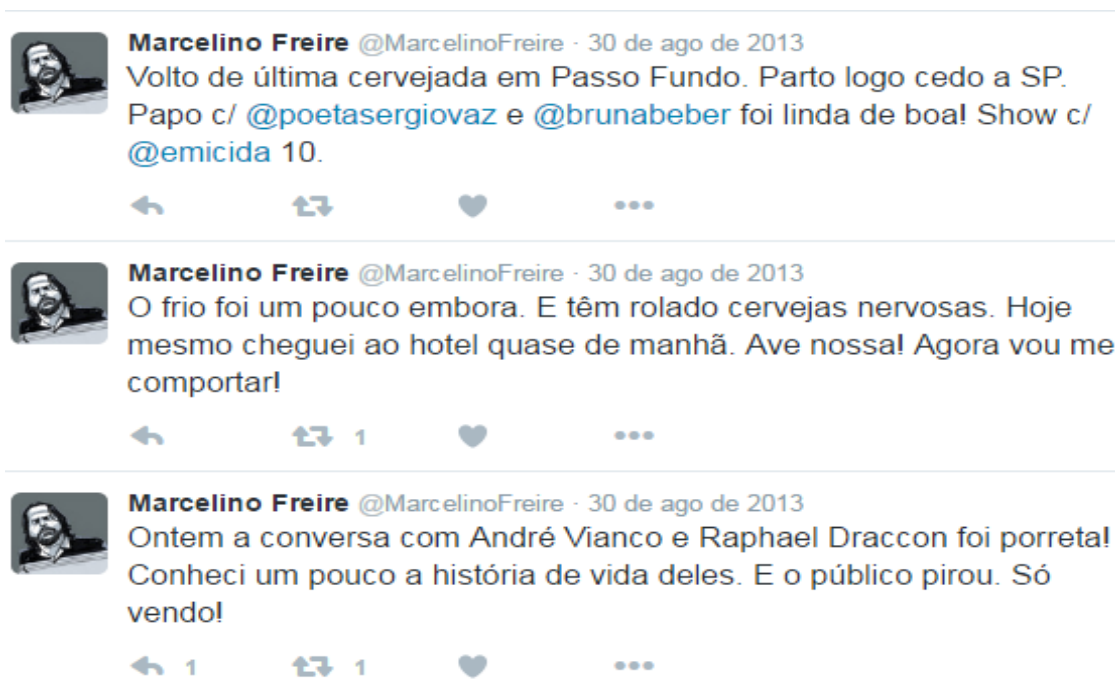 Marcelino Freire @MarcelinoFreire · 30 de ago de 2013
Volto de última cervejada em Passo Fundo. Parto logo cedo a SP.
Papo c/ @poetasergiovaz e @brunabeber foi linda de boa! Show c/
@emicida 10.
Marcelino Freire @MarcelinoFreire · 30 de ago de 2013
O frio foi um pouco embora. E têm rolado cervejas nervosas. Hoje
mesmo cheguei ao hotel quase de manhã. Ave nossa! Agora vou me
comportar!
1
Marcelino Freire @MarcelinoFreire · 30 de ago de 2013
Ontem a conversa com André Vianco e Raphael Draccon foi porreta!
Conheci um pouco a história de vida deles. E o público pirou. Só
vendo!
1 1